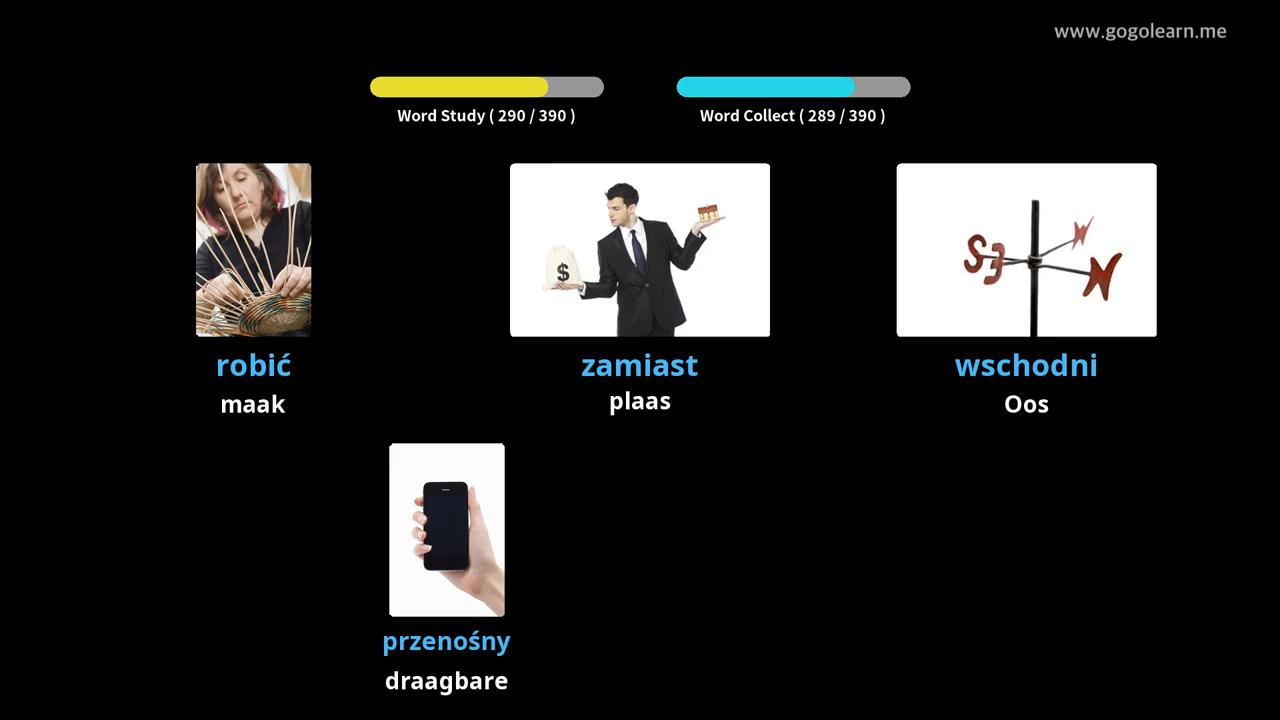 www.gogolearn.me
Word Study ( 290 / 390 )
Word Collect ( 289 / 390 )
$
S E N W
robić
zamiast
wschodni
maak
plaas
Oos
przenośny
draagbare